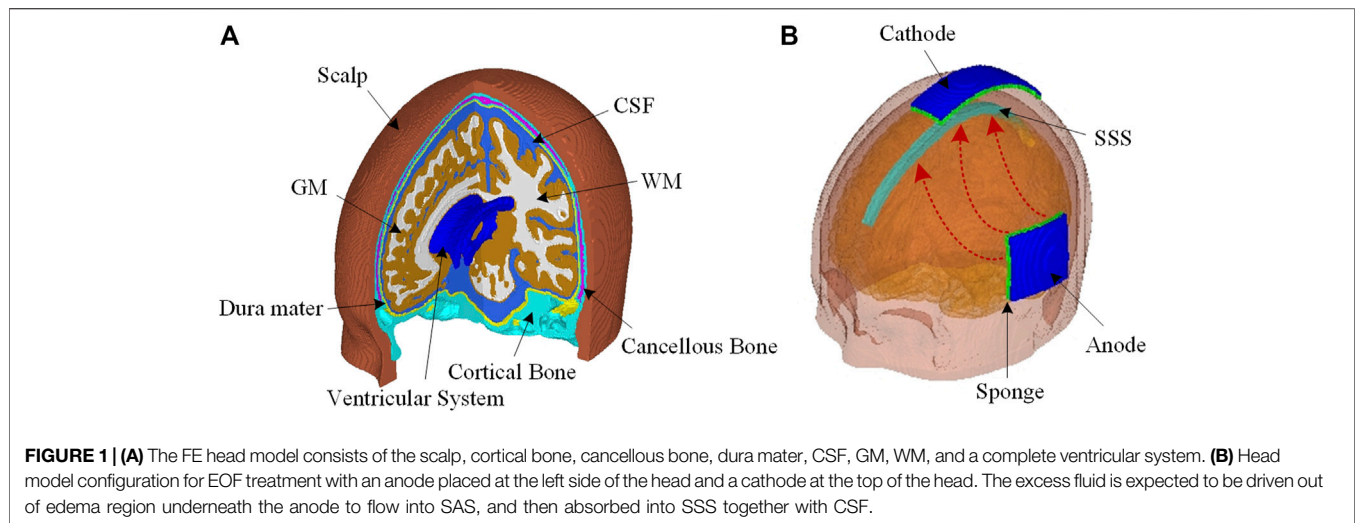 A
B
Cathode
Scalp
CSF
SSS
GM
WM
Dura mater
Cancellous Bone
Anode
Cortical Bone
Ventricular System
Sponge
FIGURE 1 | (A) The FE head model consists of the scalp, cortical bone, cancellous bone, dura mater, CSF, GM, WM, and a complete ventricular system. (B) Head
model configuration for EOF treatment with an anode placed at the left side of the head and a cathode at the top of the head. The excess fluid is expected to be driven out
of edema region underneath the anode to flow into SAS, and then absorbed into SSS together with CSF.